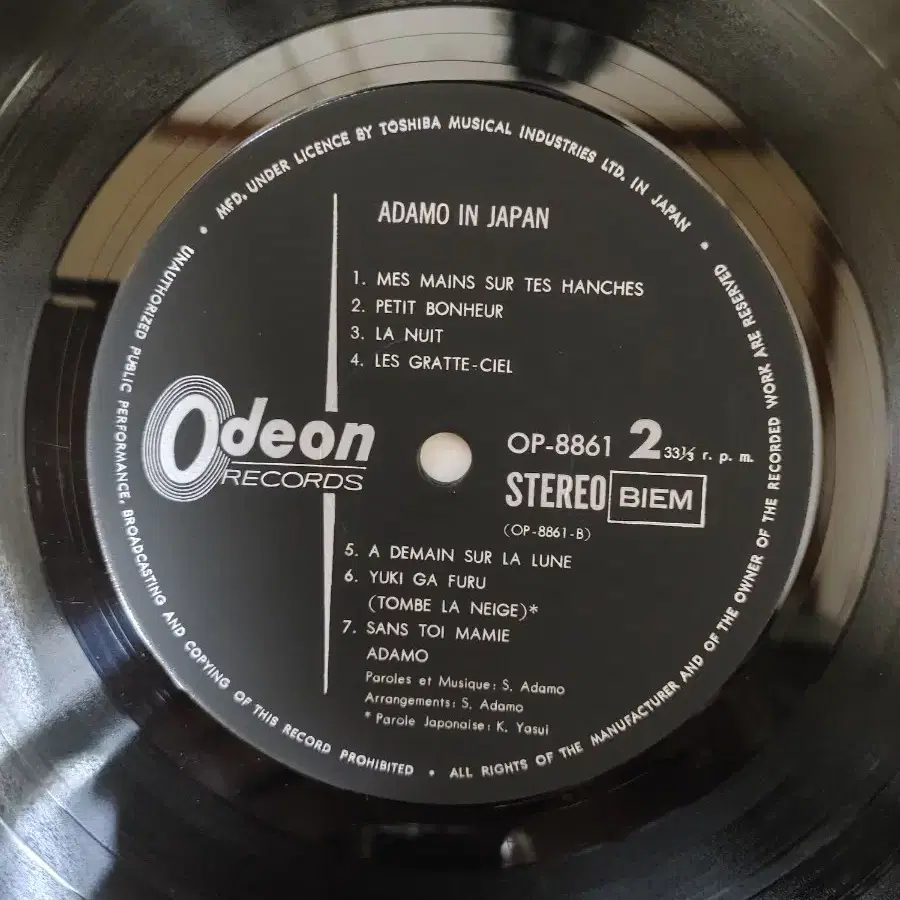 MFD. UNDER LICENCE BY TOSHIBA MUSICAL INDUSTRIES LTD. IN JAPAN •
ADAMO IN JAPAN
1. MES MAINS SUR TES HANCHES
2. PETIT BONHEUR
3. LA NUIT
4. LES GRATTE-CIEL
Odeon
RECORDS
OP-8861 2 33⅓ r. p. m.
STEREO BIEM
(OP-8861-B)
5. A DEMAIN SUR LA LUNE
6. YUKI GA FURU
(TOMBE LA NEIGE)*
7. SANS TOI MAMIE
ADAMO
Paroles et Musique: S. Adamo
Arrangements: S. Adamo
* Parole Japonaise: K. Yasui
ALL RIGHTS OF THE MANUFACTURER AND OF THE OWNER OF THE RECORDED WORK ARE RESERVED
UNAUTHORIZED PUBLIC PERFORMANCE, BROADCASTING AND COPYING OF THIS RECORD PROHIBITED •